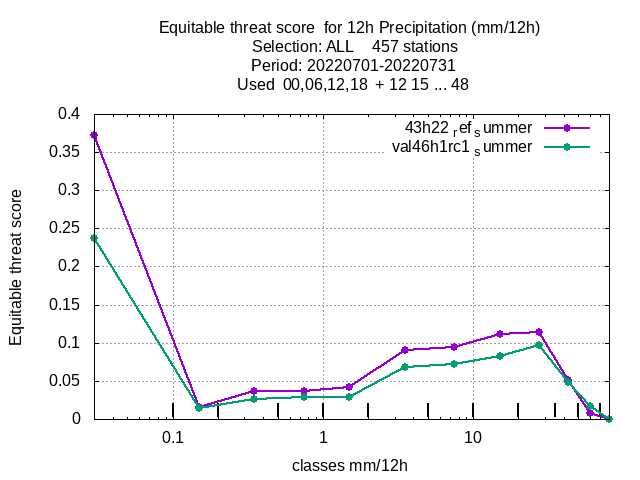 Equitable threat score  for 12h Precipitation (mm/12h)
Selection: ALL    457 stations
Period: 20220701-20220731
Used  00,06,12,18  + 12 15 ... 48
43h22 ref summer
val46h1rc1 summer
Equitable threat score
0.4
0.35
0.3
0.25
0.2
0.15
0.1
0.05
0
0.1 1 10
classes mm/12h